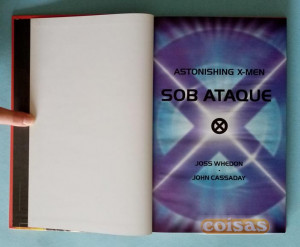 ASTONISHING X-MEN
SOB ATAQUE
JOSS WHEDON
JOHN CASSADAY
coisas